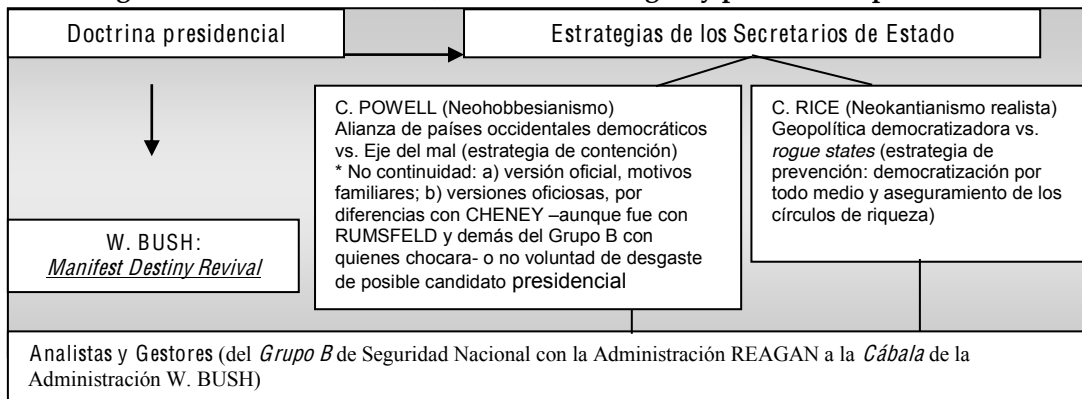 Doctrina presidencial
Estrategias de los Secretarios de Estado
C. POWELL (Neohobbesianismo)
Alianza de países occidentales democráticos
vs. Eje del mal (estrategia de contención)
* No continuidad: a) versión oficial, motivos
familiares; b) versiones oficiosas, por
diferencias con CHENEY –aunque fue con
RUMSFELD y demás del Grupo B con
quienes chocara- o no voluntad de desgaste
de posible candidato presidencial
C. RICE (Neokantianismo realista)
Geopolítica democratizadora vs.
rogue states (estrategia de
prevención: democratización por
todo medio y aseguramiento de los
círculos de riqueza)
W. BUSH:
Manifest Destiny Revival
Analistas y Gestores (del Grupo B de Seguridad Nacional con la Administración REAGAN a la Cábala de la
Administración W. BUSH)